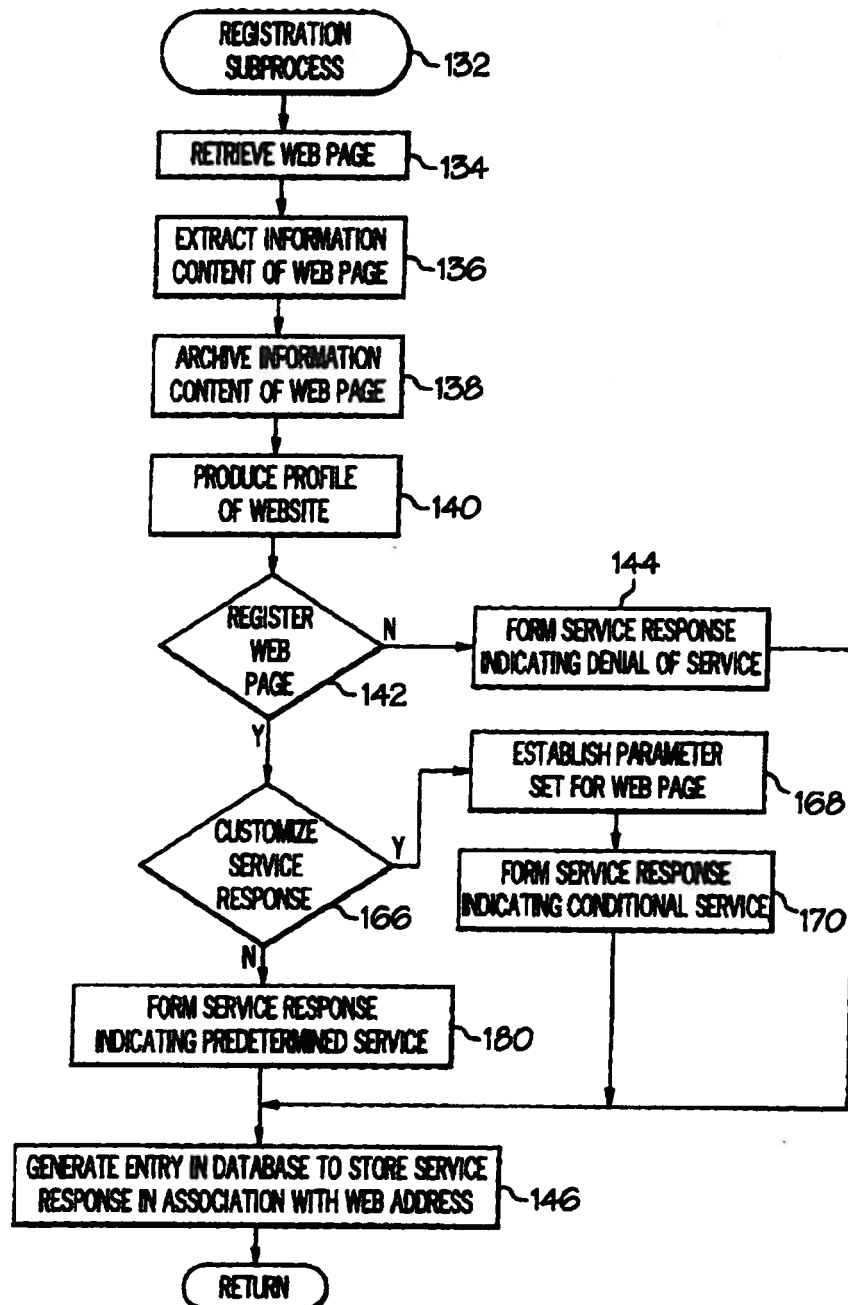 REGISTRATION
SUBPROCESS
132
RETRIEVE WEB PAGE
134
EXTRACT INFORMATION
CONTENT OF WEB PAGE
136
ARCHIVE INFORMATION
CONTENT OF WEB PAGE
138
PRODUCE PROFILE
OF WEBSITE
140
REGISTER
WEB
PAGE
142
N
144
FORM SERVICE RESPONSE
INDICATING DENIAL OF SERVICE
Y
CUSTOMIZE
SERVICE
RESPONSE
166
Y
ESTABLISH PARAMETER
SET FOR WEB PAGE
168
FORM SERVICE RESPONSE
INDICATING CONDITIONAL SERVICE
170
N
FORM SERVICE RESPONSE
INDICATING PREDETERMINED SERVICE
180
GENERATE ENTRY IN DATABASE TO STORE SERVICE
RESPONSE IN ASSOCIATION WITH WEB ADDRESS
146
RETURN